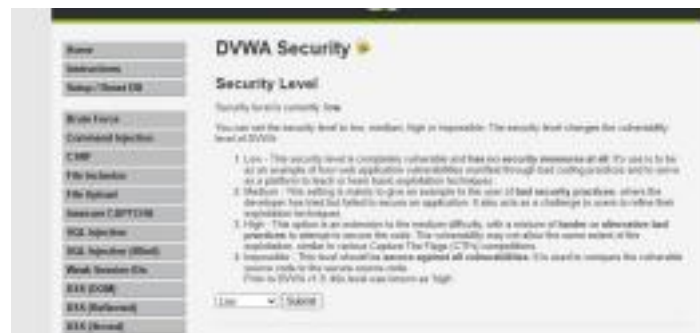 DVWA Security
Security Level
Home
Instructions
Setup / Reset DB
Brute Force
Command Injection
CSRF
File Inclusion
File Upload
Insecure CAPTCHA
SQL Injection
SQL Injection (Blind)
Weak Session IDs
XSS (DOM)
XSS (Reflected)
XSS (Stored)
Security level is currently: low.
You can set the security level to low, medium, high or impossible. The security level changes the vulnerability
level of DVWA:
1. Low - This security level is completely vulnerable and has no security measures at all. It's use is to be
as an example of how web application vulnerabilities manifest through bad coding practices and to serve
as a platform to teach or learn basic exploitation techniques.
2. Medium - This setting is mainly to give an example to the user of bad security practices, where the
developer has tried but failed to secure an application. It also acts as a challenge to users to refine their
exploitation techniques.
3. High - This option is an extension to the medium difficulty, with a mixture of harder or alternative bad
practices to attempt to secure the code. The vulnerability may not allow the same extent of the
exploitation, similar in various Capture The Flags (CTFs) competitions.
4. Impossible - This level should be secure against all vulnerabilities. It is used to compare the vulnerable
source code to the secure source code.
Prior to DVWA v1.9, this level was known as 'high'.
Low
Submit